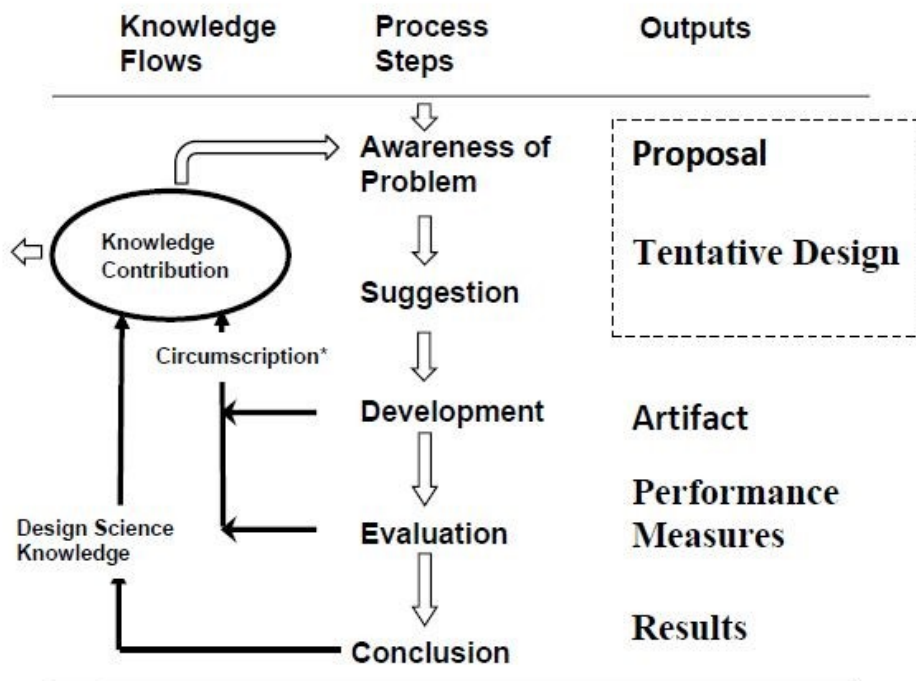 Knowledge
Flows
Process
Steps
Outputs
Awareness of
Problem
Proposal
Knowledge
Contribution
Tentative Design
Suggestion
Circumscription*
Development
Artifact
Design Science
Knowledge
Evaluation
Performance
Measures
Conclusion
Results